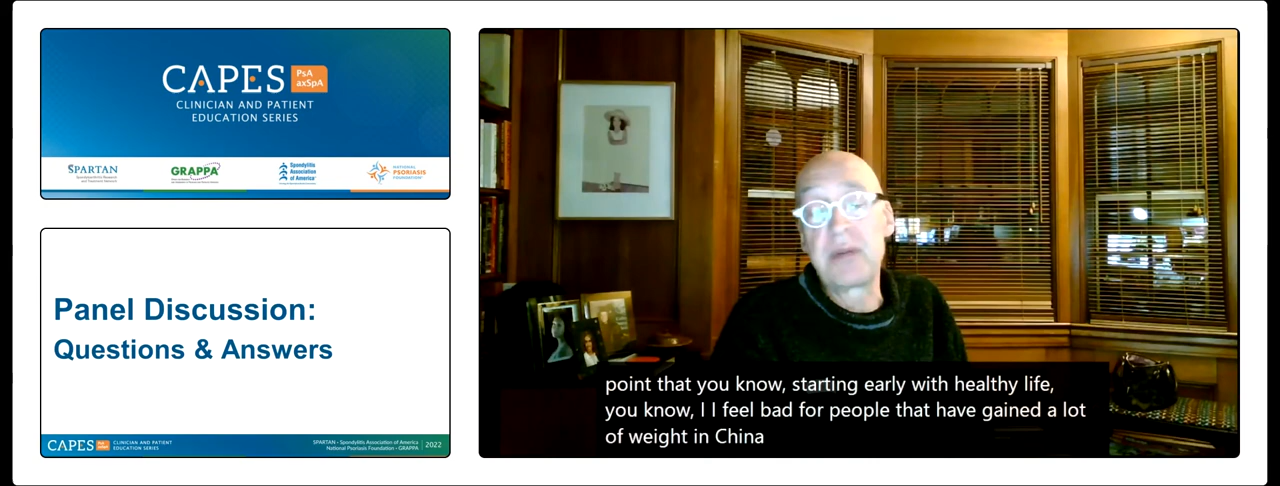 CAPES PsA
axSpA
CLINICIAN AND PATIENT
EDUCATION SERIES
SPARTAN
GRAPPA
Spondylitis
Association
of America
NATIONAL
PSORIASIS
FOUNDATION
Panel Discussion:
Questions & Answers
CAPES
CLINICIAN AND PATIENT
EDUCATION SERIES
SPARTAN - Spondylitis Association of America
National Psoriasis Foundation - GRAPPA
2022
point that you know, starting early with healthy life,
you know, I I feel bad for people that have gained a lot
of weight in China